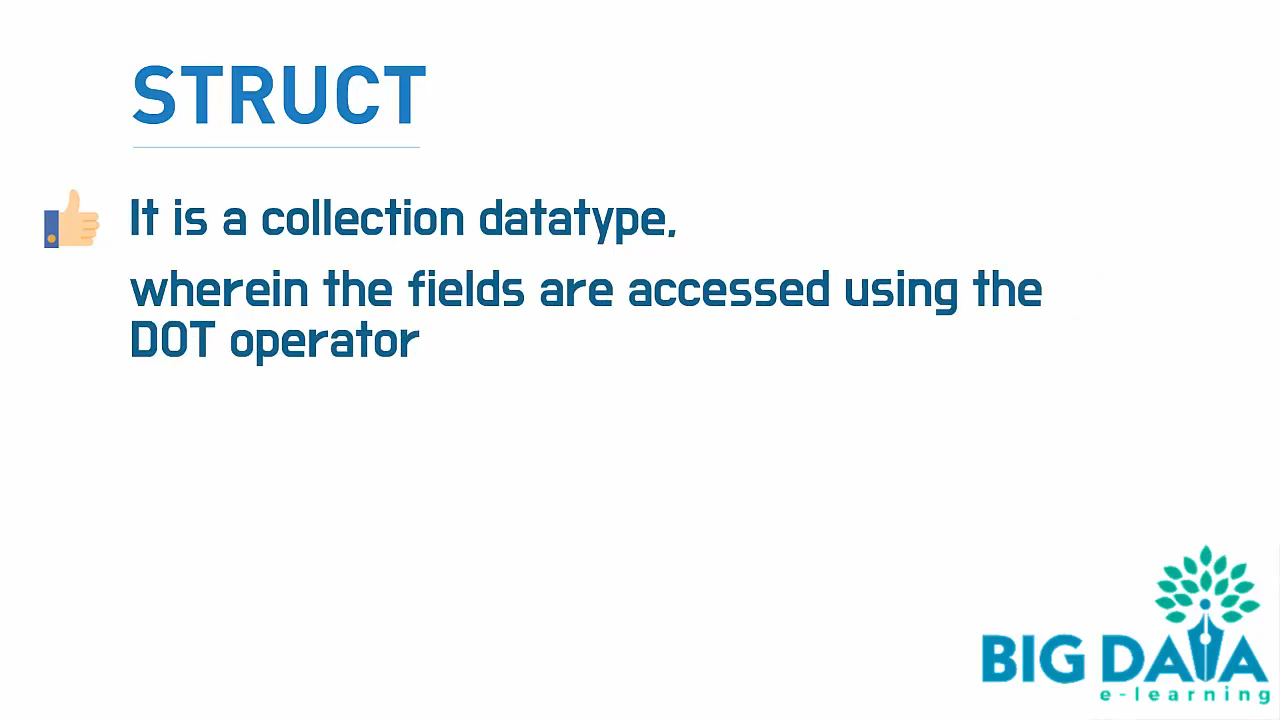 STRUCT
It is a collection datatype,
wherein the fields are accessed using the
DOT operator
BIG DATA
e-learning